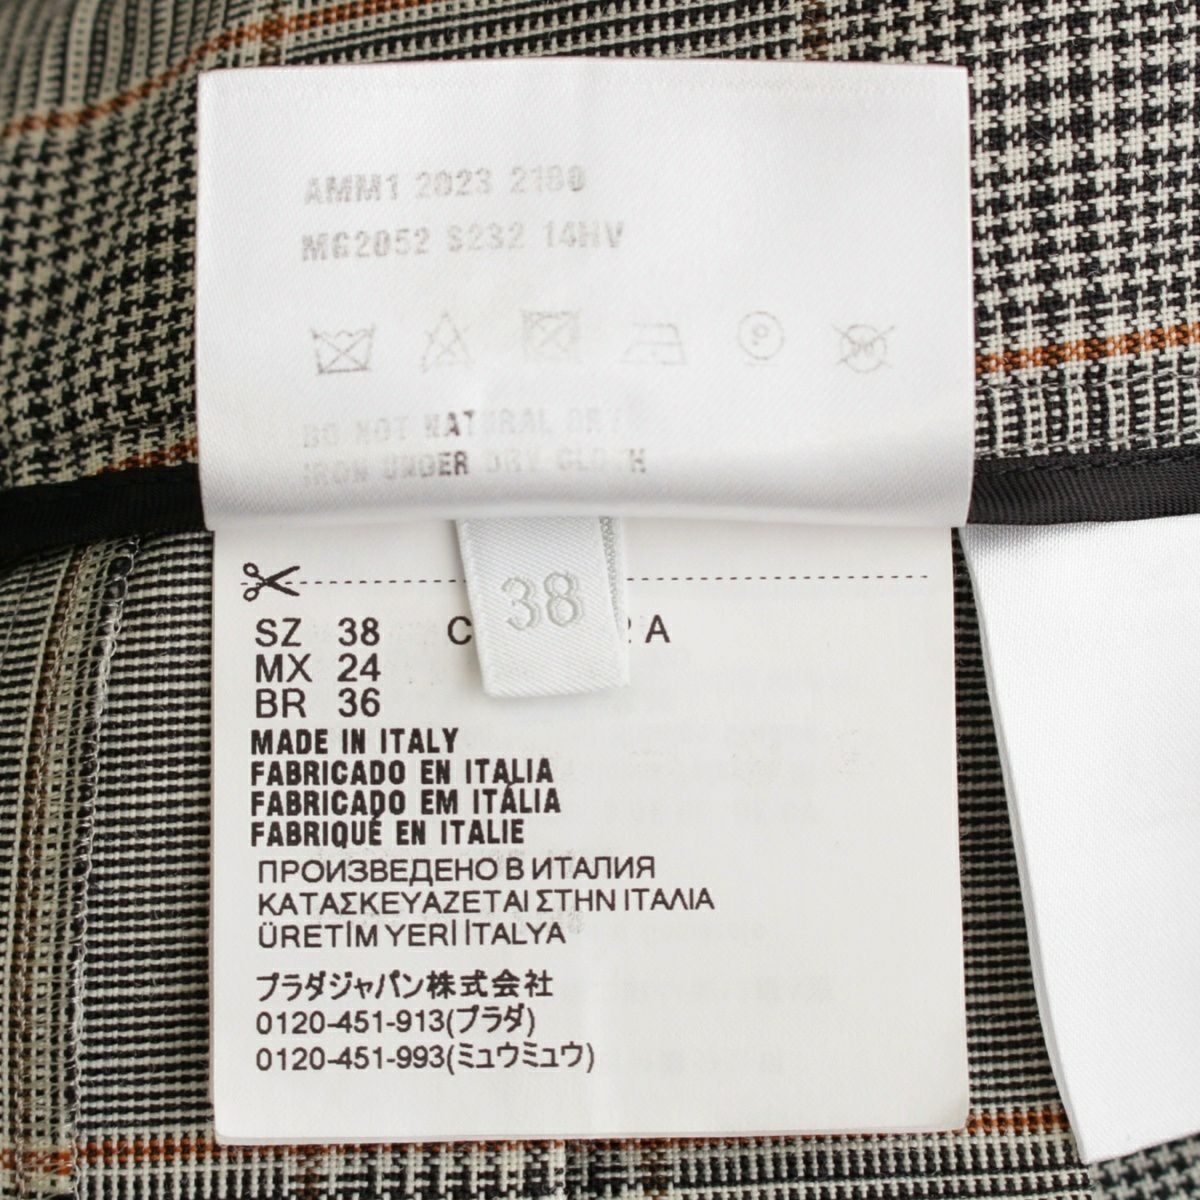 AMM1 2023 2180
MG2052 S232 14HV
DO NOT NATURAL DRY
IRON UNDER DRY CLOTH
38
SZ 38 A
MX 24
BR 36
MADE IN ITALY
FABRICADO EN ITALIA
FABRICADO EM ITÁLIA
FABRIQUÉ EN ITALIE
ПРОИЗВЕДЕНО В ИТАЛИЯ
ΚΑΤΑΣΚΕΥΑΖΕΤΑΙ ΣΤΗΝ ΙΤΑΛΙΑ
ÜRETİM YERİ İTALYA
プラダジャパン株式会社
0120-451-913(プラダ)
0120-451-993(ミュウミュウ)